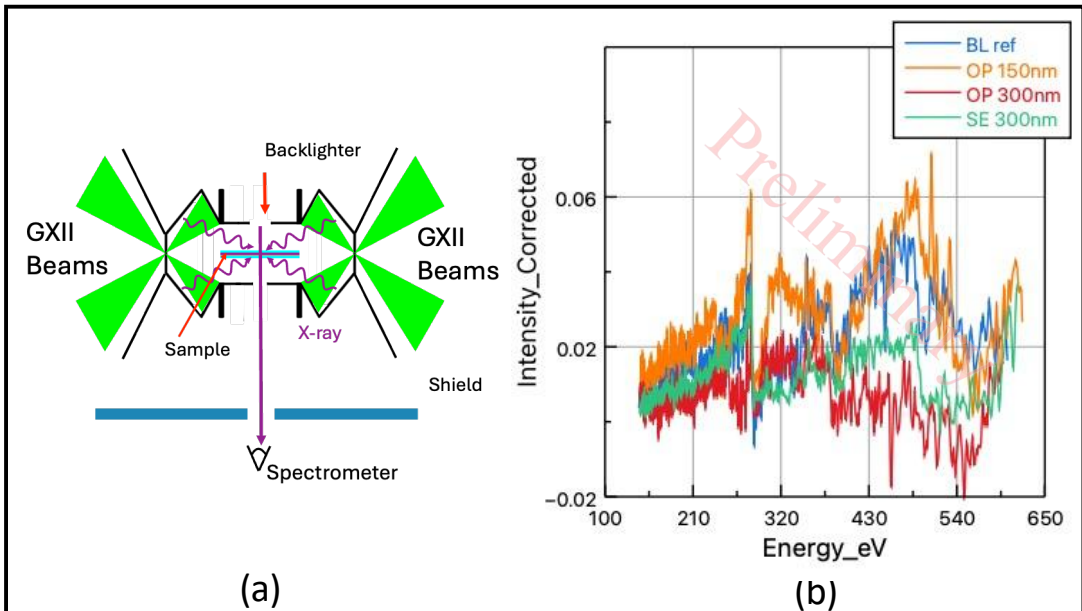 Backlighter
GXII
Beams
GXII
Beams
Sample
X-ray
Shield
Spectrometer
(a)
BL ref
OP 150nm
OP 300nm
SE 300nm
Preliminary
Intensity_Corrected
0.06
0.02
−0.02
100
210
320
430
540
650
Energy_eV
(b)